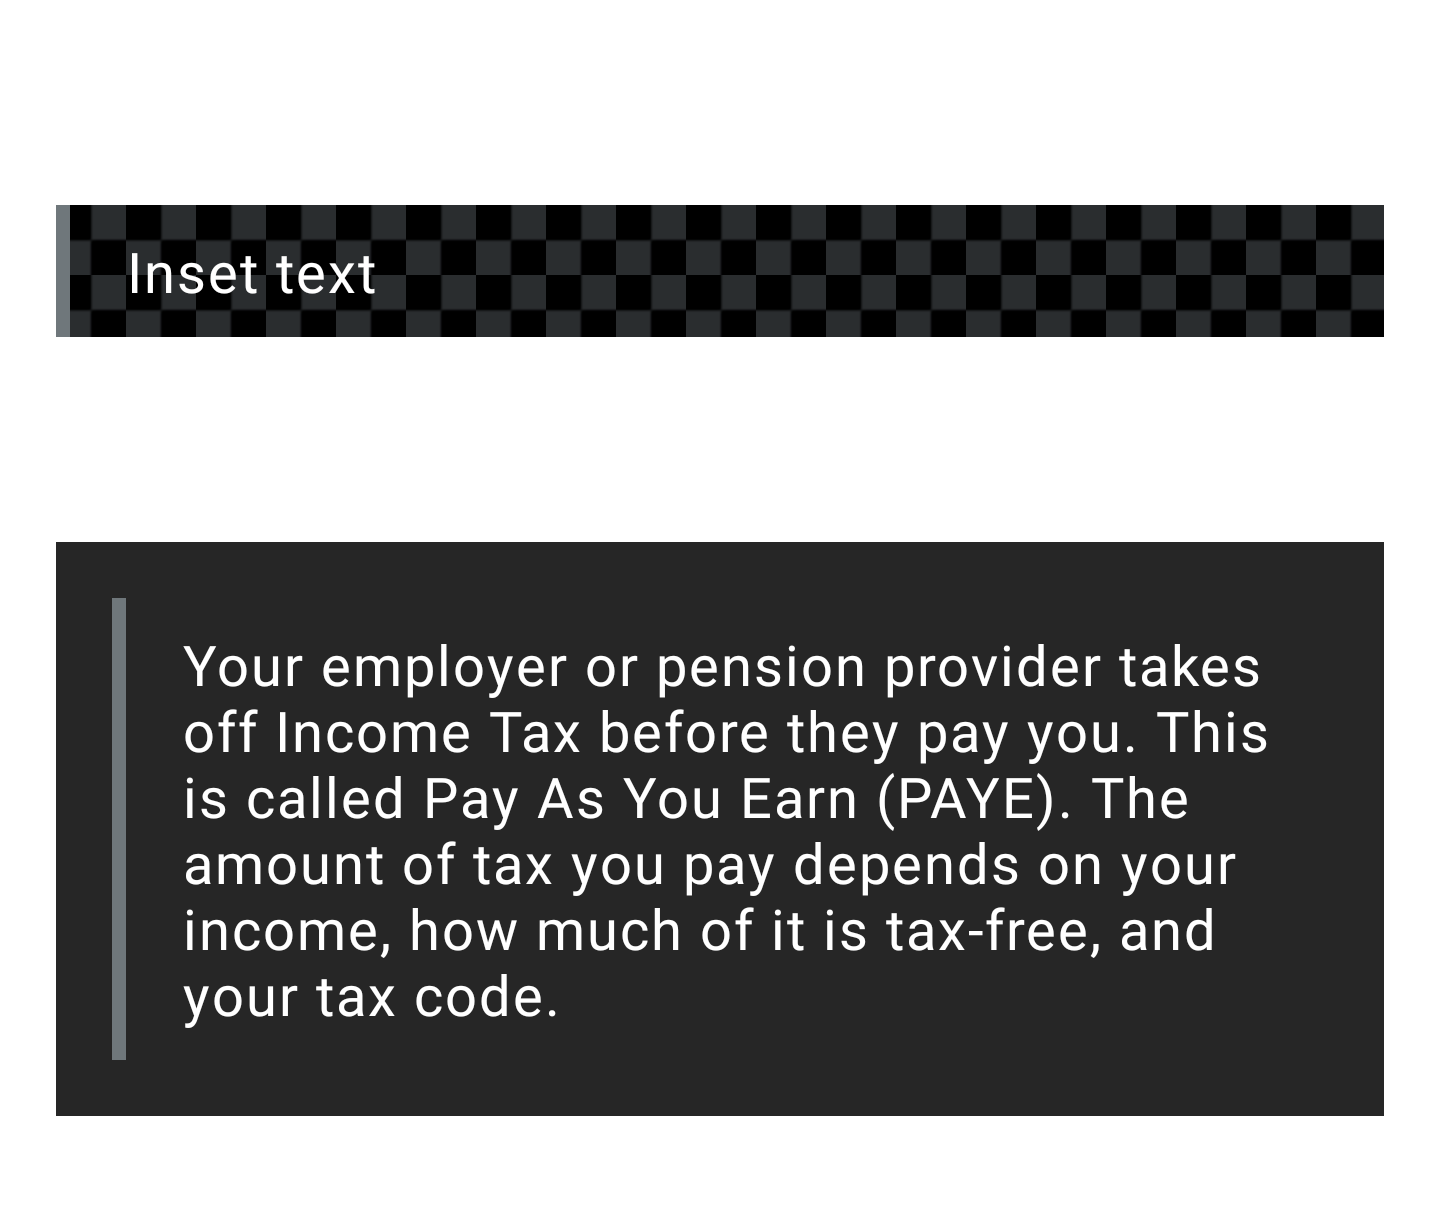 Inset text
Your employer or pension provider takes
off Income Tax before they pay you. This
is called Pay As You Earn (PAYE). The
amount of tax you pay depends on your
income, how much of it is tax-free, and
your tax code.